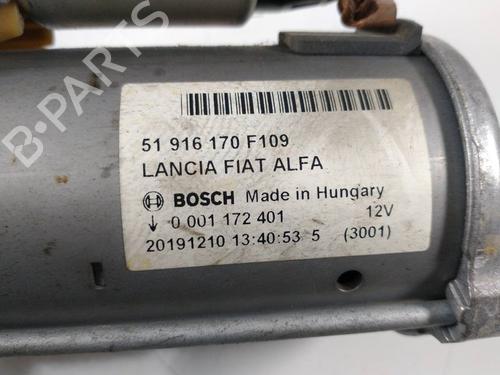 51 916 170 F109
LANCIA FIAT ALFA
BOSCH Made in Hungary
↓ 0 001 172 401 12V
20191210 13:40:53 5 (3001)